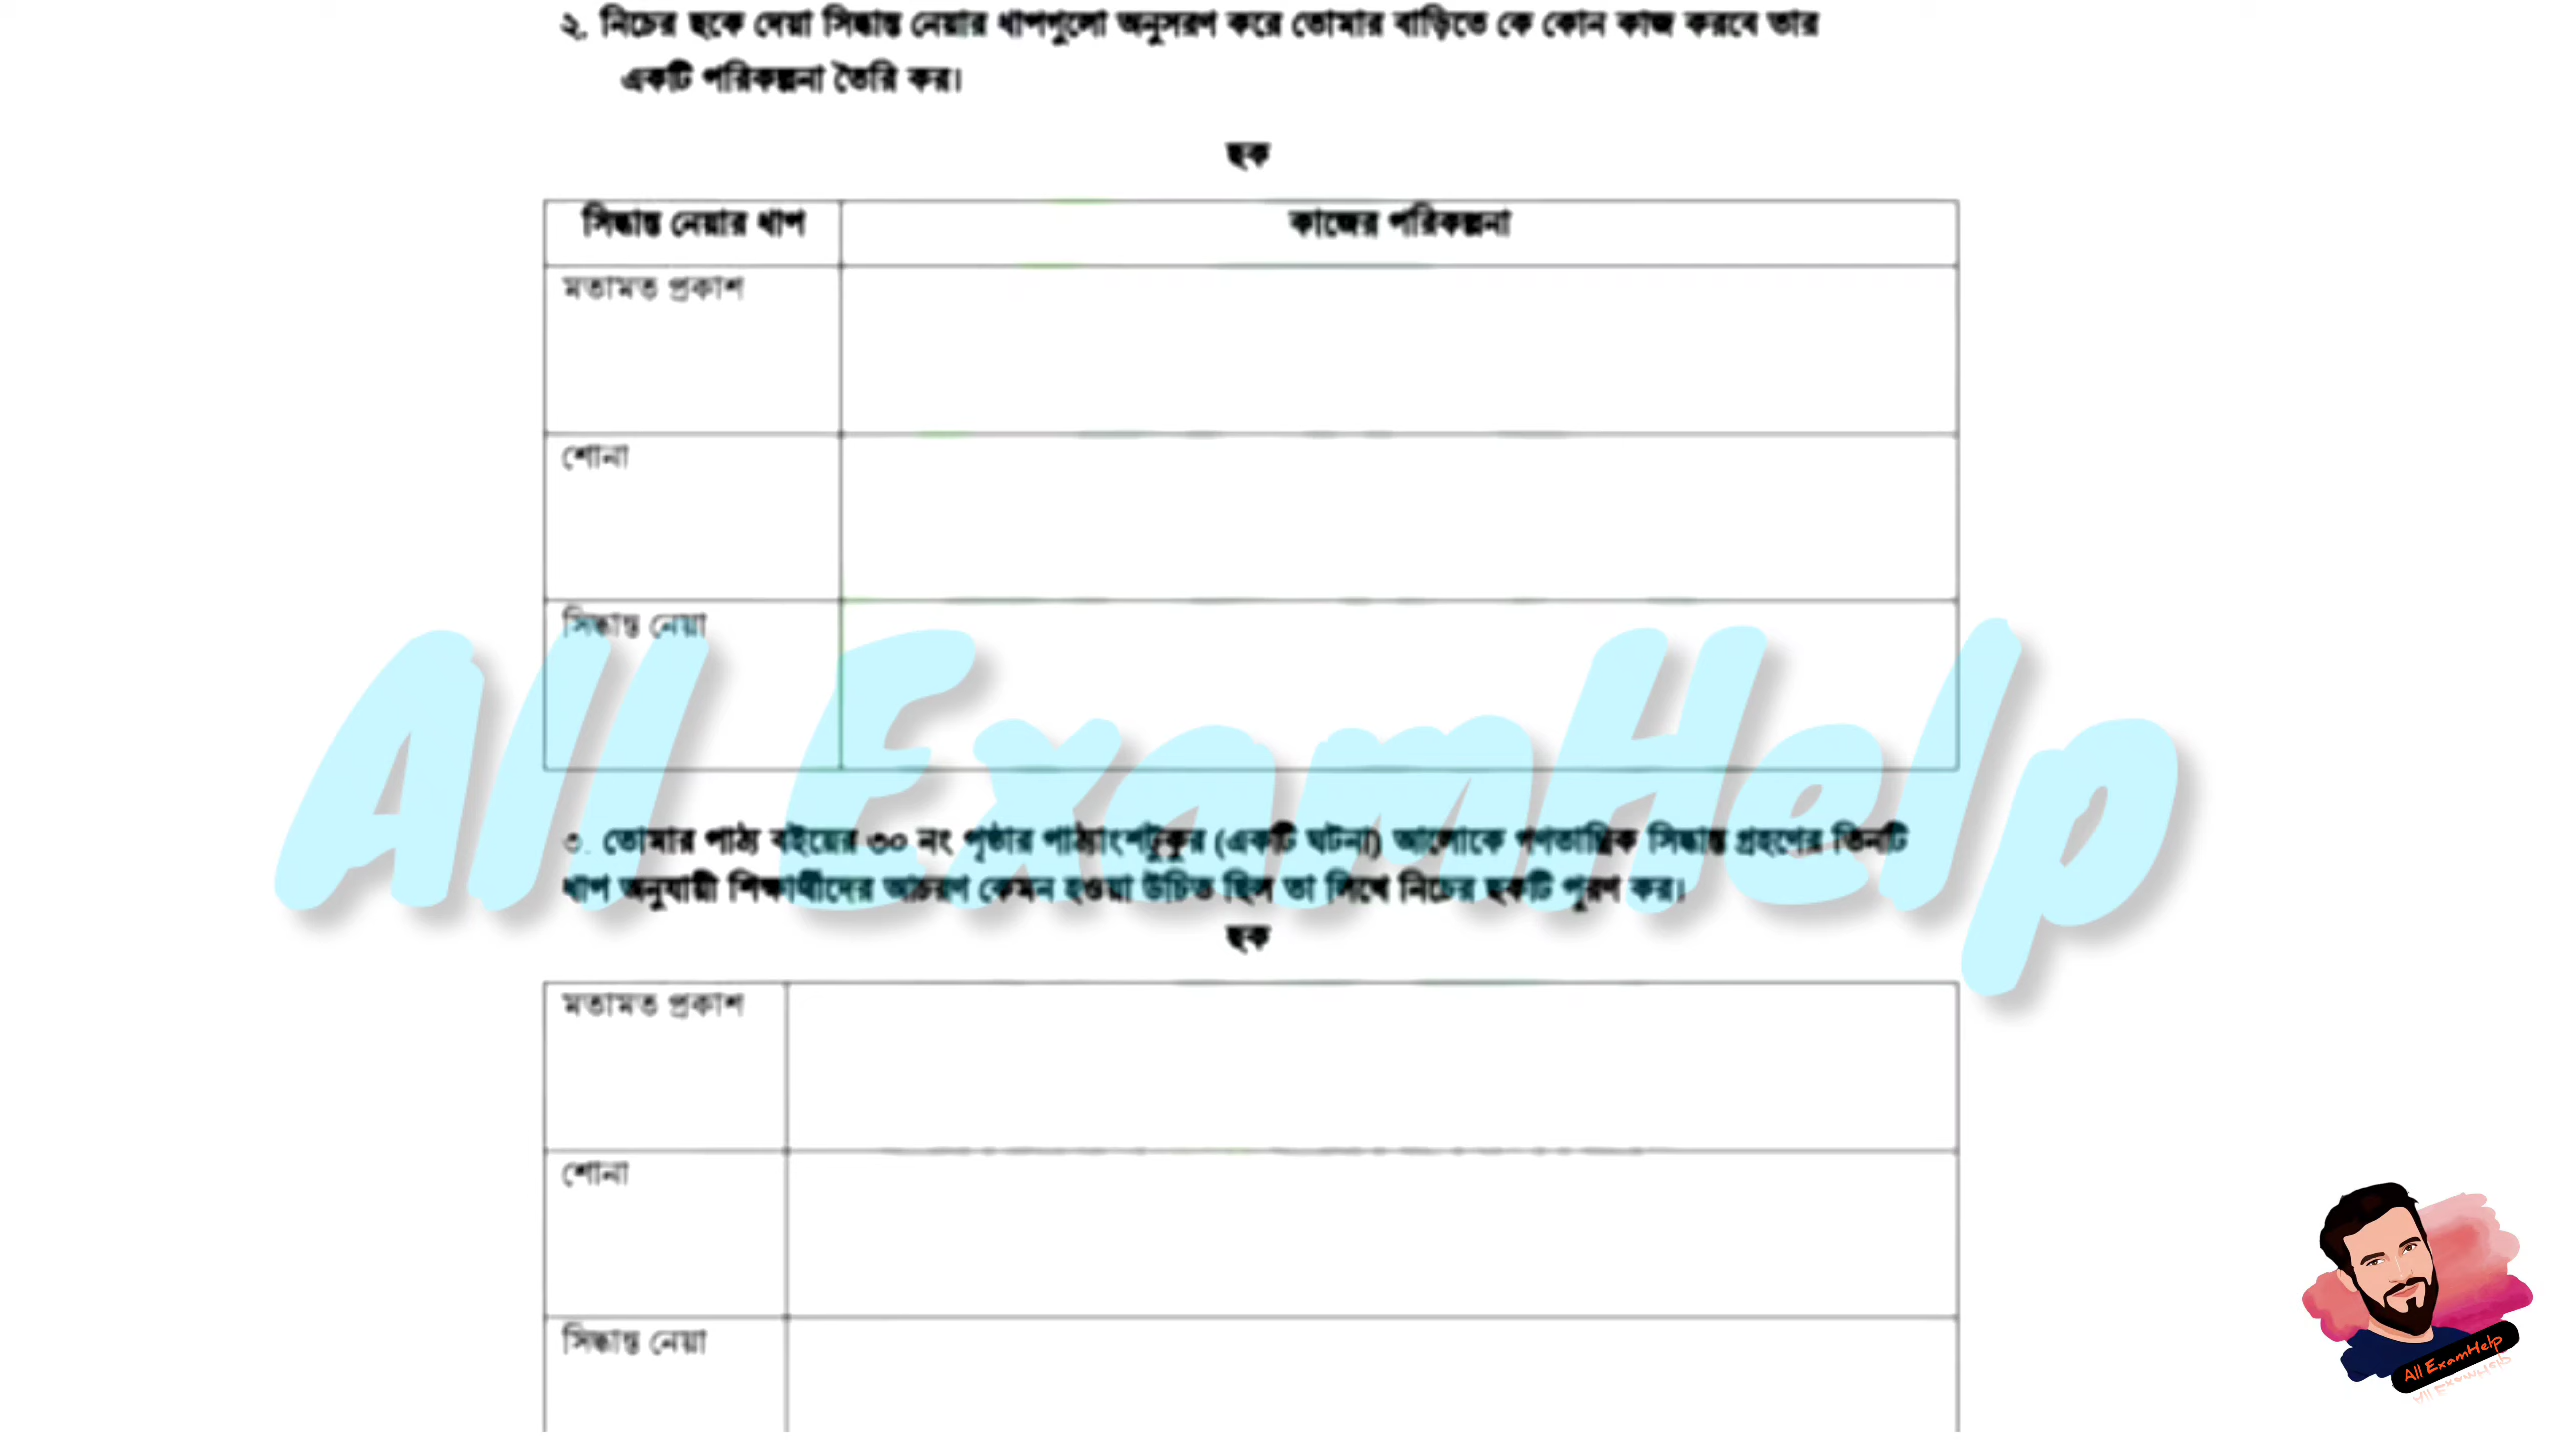 ২. নিচের ছকে দেয়া সিদ্ধান্ত নেয়ার ধাপগুলো অনুসরণ করে তোমার বাড়িতে কে কোন কাজ করবে তার
একটি পরিকল্পনা তৈরি কর।
ছক
সিদ্ধান্ত নেয়ার ধাপ কাজের পরিকল্পনা
মতামত প্রকাশ
শোনা
সিদ্ধান্ত নেয়া
All ExamHelp
৩. তোমার পাঠ্য বইয়ের ৩০ নং পৃষ্ঠার পাঠ্যাংশটুকুর (একটি ঘটনা) আলোকে গণতান্ত্রিক সিদ্ধান্ত গ্রহণের তিনটি
ধাপ অনুযায়ী শিক্ষার্থীদের আচরণ কেমন হওয়া উচিত ছিল তা লিখে নিচের ছকটি পূরণ কর।
ছক
মতামত প্রকাশ
শোনা
সিদ্ধান্ত নেয়া
All ExamHelp